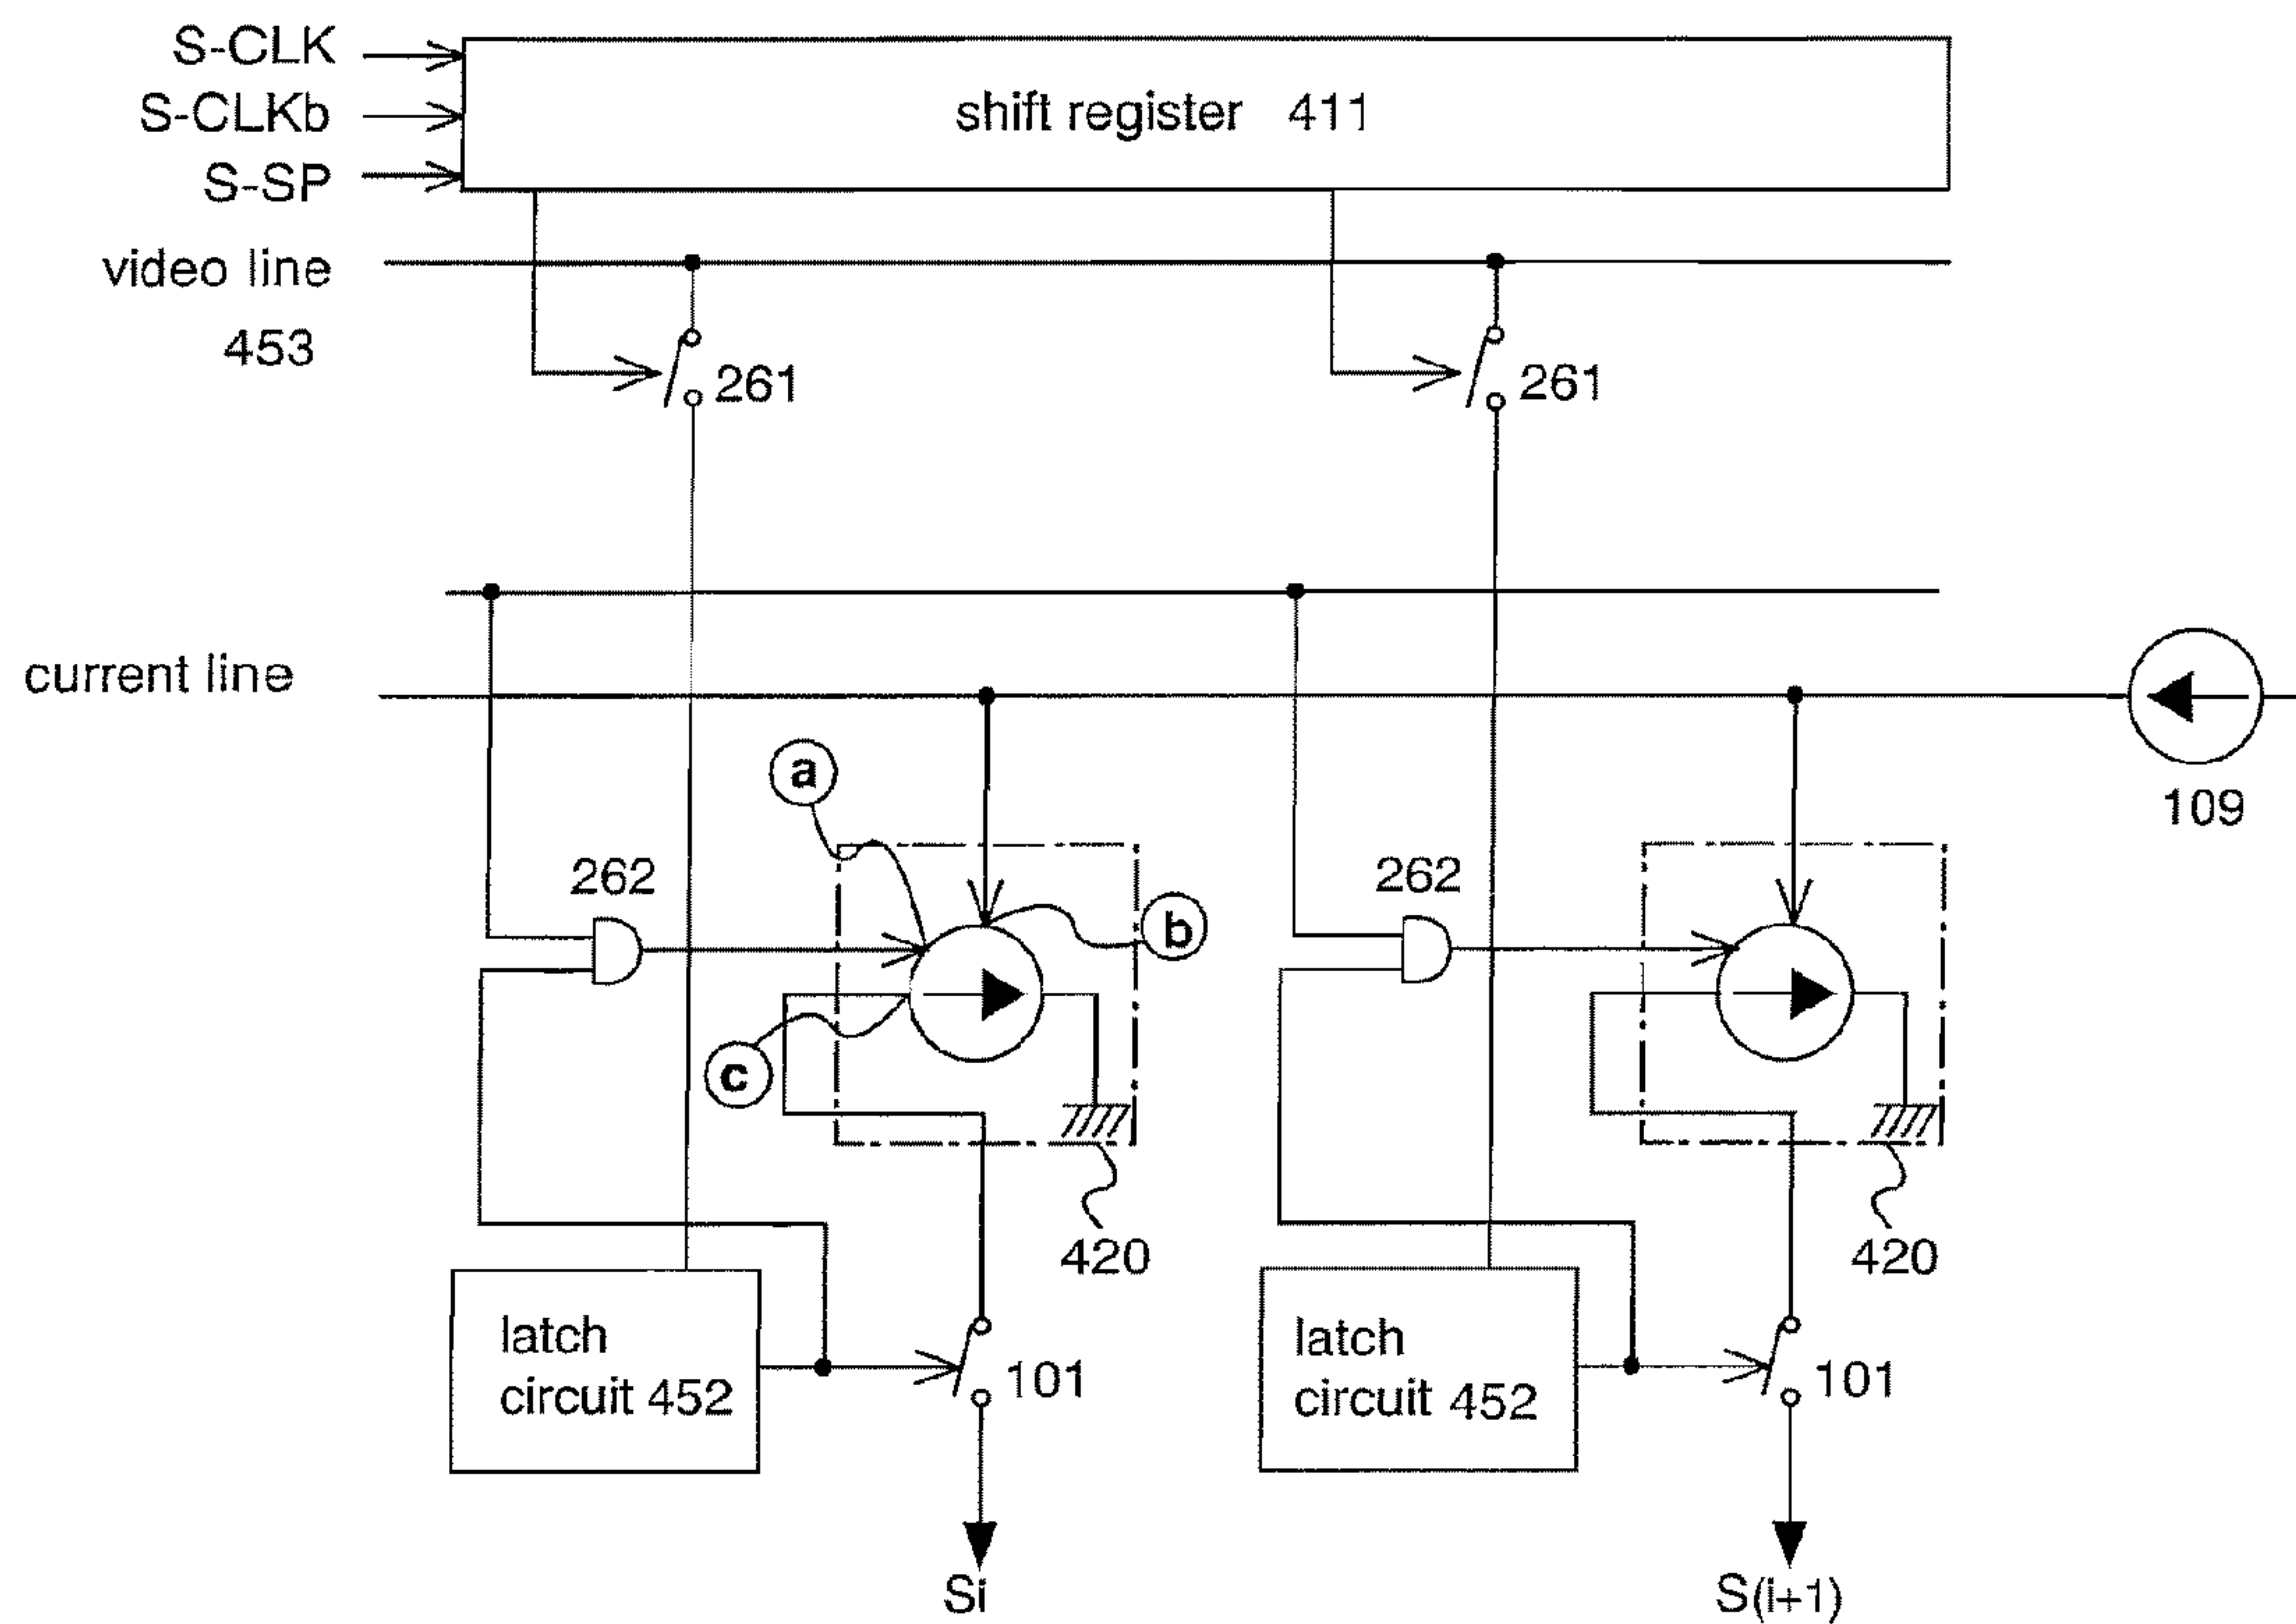 S-CLK
S-CLKb
S-SP
shift register 411
video line
453
261
261
current line
109
a
b
262
262
c
420
420
latch
circuit 452
101
latch
circuit 452
101
Si
S(i+1)